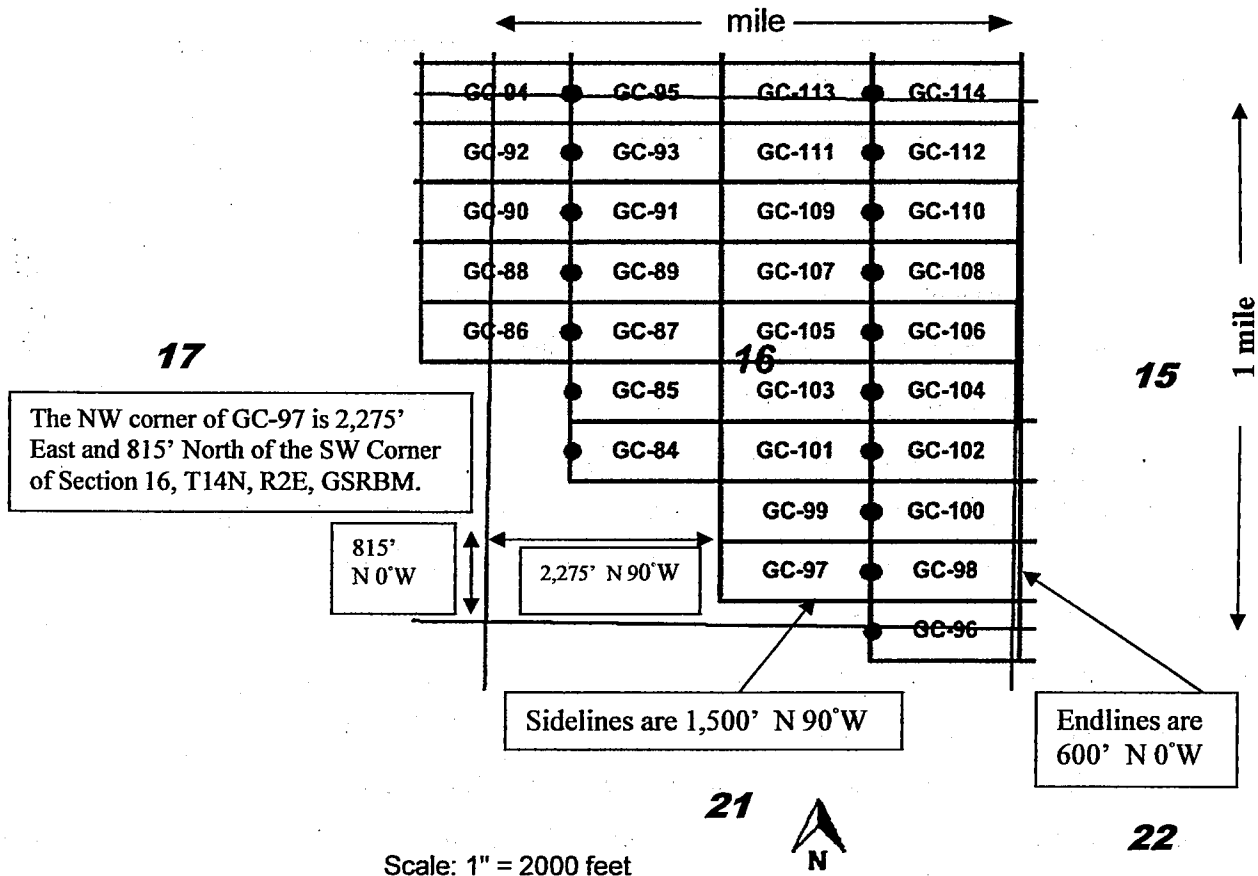 mile
GC-94 GC-95 GC-113 GC-114
GC-92 GC-93 GC-111 GC-112
GC-90 GC-91 GC-109 GC-110
GC-88 GC-89 GC-107 GC-108
GC-86 GC-87 GC-105 GC-106
17 16 15
1 mile
GC-85 GC-103 GC-104
The NW corner of GC-97 is 2,275'
East and 815' North of the SW Corner
of Section 16, T14N, R2E, GSRBM.
GC-84 GC-101 GC-102
GC-99 GC-100
815'
N 0°W
2,275' N 90°W
GC-97 GC-98
GC-96
Sidelines are 1,500' N 90°W
Endlines are
600' N 0°W
21
22
N
Scale: 1" = 2000 feet